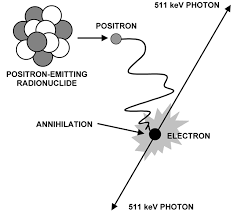 511 keV PHOTON
POSITRON
POSITRON-EMITTING
RADIONUCLIDE
ANNIHILATION
ELECTRON
511 keV PHOTON